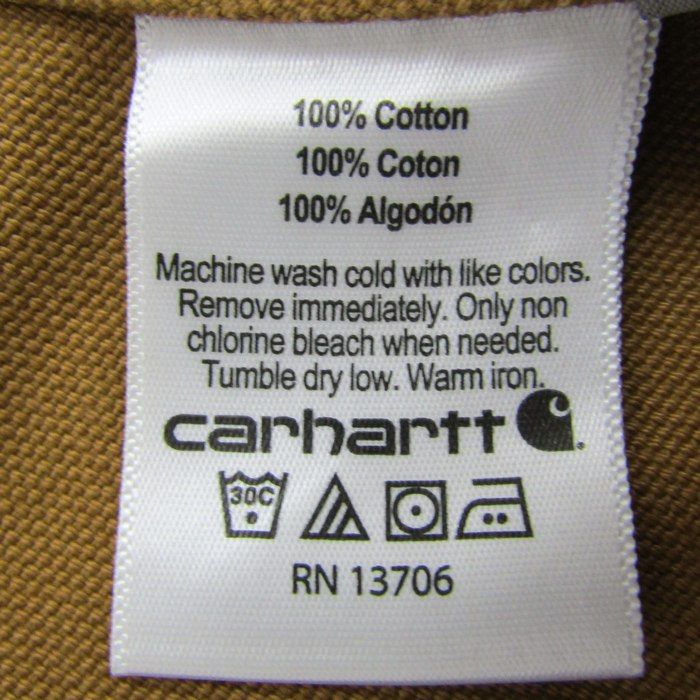 100% Cotton
100% Coton
100% Algodón
Machine wash cold with like colors.
Remove immediately. Only non
chlorine bleach when needed.
Tumble dry low. Warm iron.
carhartt
30C
RN 13706